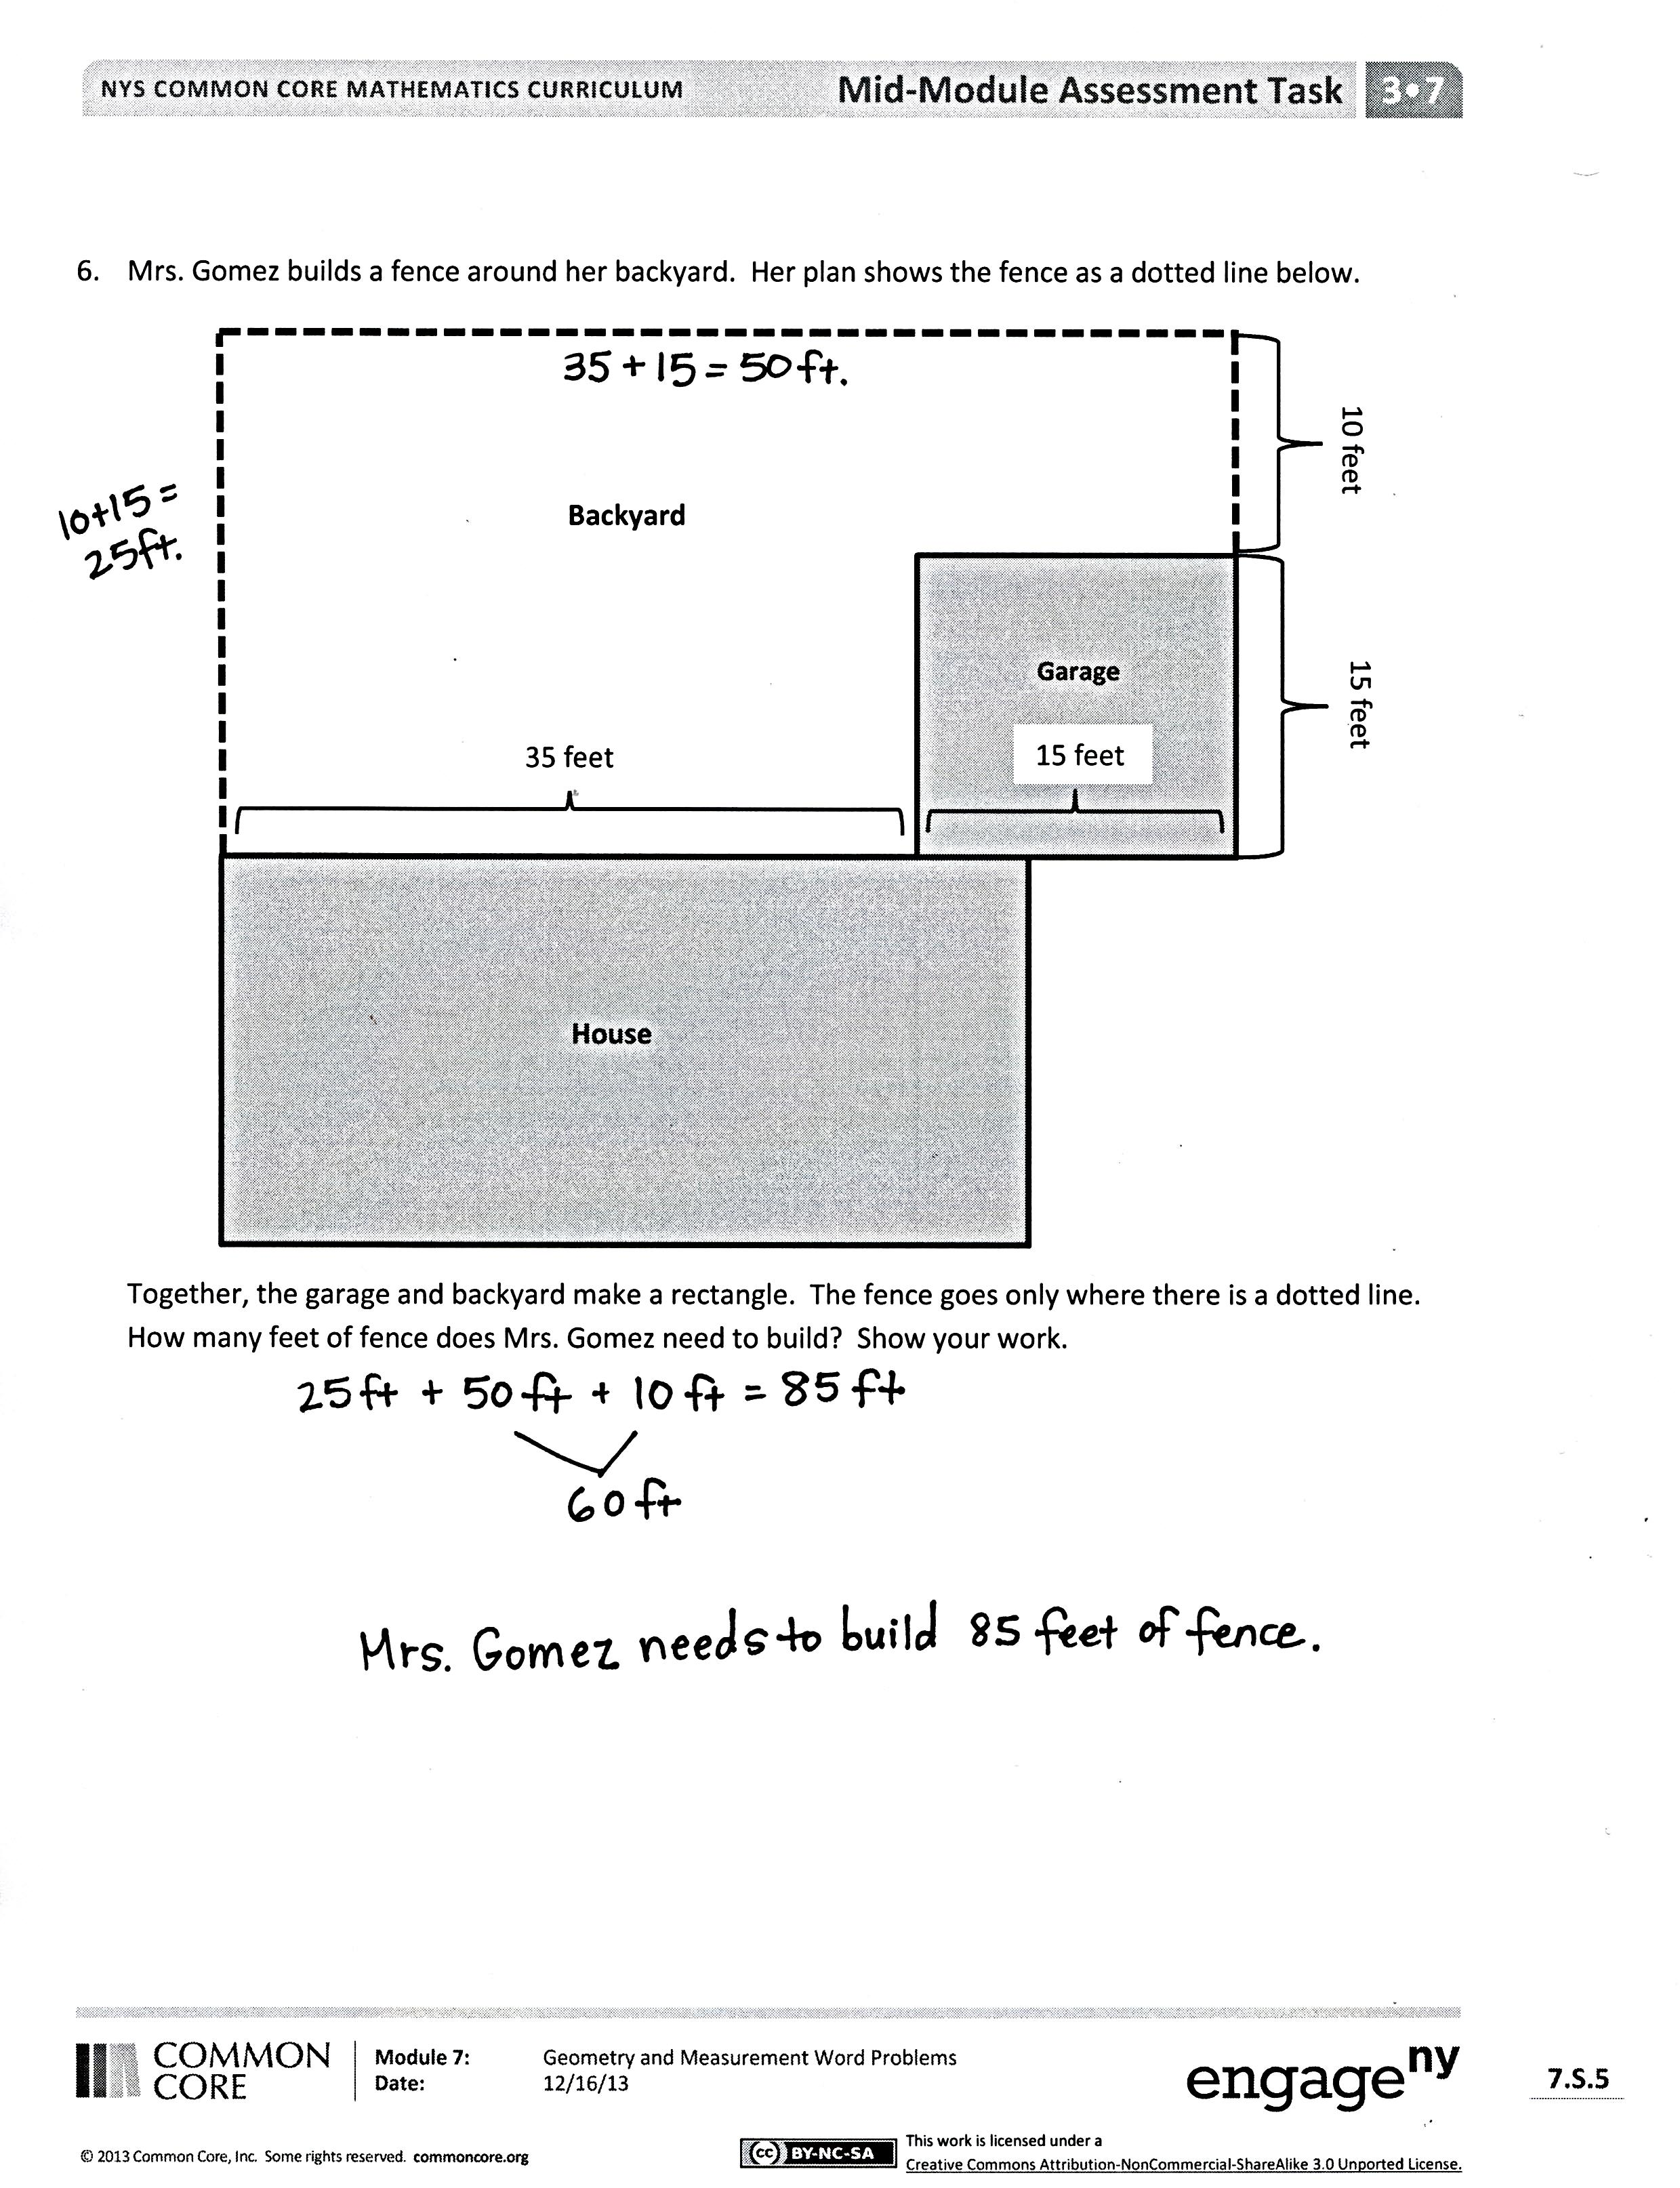 NYS COMMON CORE MATHEMATICS CURRICULUM Mid-Module Assessment Task 3•7
6. Mrs. Gomez builds a fence around her backyard. Her plan shows the fence as a dotted line below.
35 + 15 = 50 ft.
10 feet
10+15 =
25ft.
Backyard
Garage
15 feet
35 feet
15 feet
House
Together, the garage and backyard make a rectangle. The fence goes only where there is a dotted line.
How many feet of fence does Mrs. Gomez need to build? Show your work.
25 ft + 50 ft + 10 ft = 85 ft
60 ft
Mrs. Gomez needs to build 85 feet of fence.
COMMON
CORE
Module 7: Geometry and Measurement Word Problems
Date: 12/16/13
engage ny
7.S.5
© 2013 Common Core, Inc. Some rights reserved. commoncore.org
cc BY-NC-SA
This work is licensed under a
Creative Commons Attribution-NonCommercial-ShareAlike 3.0 Unported License.